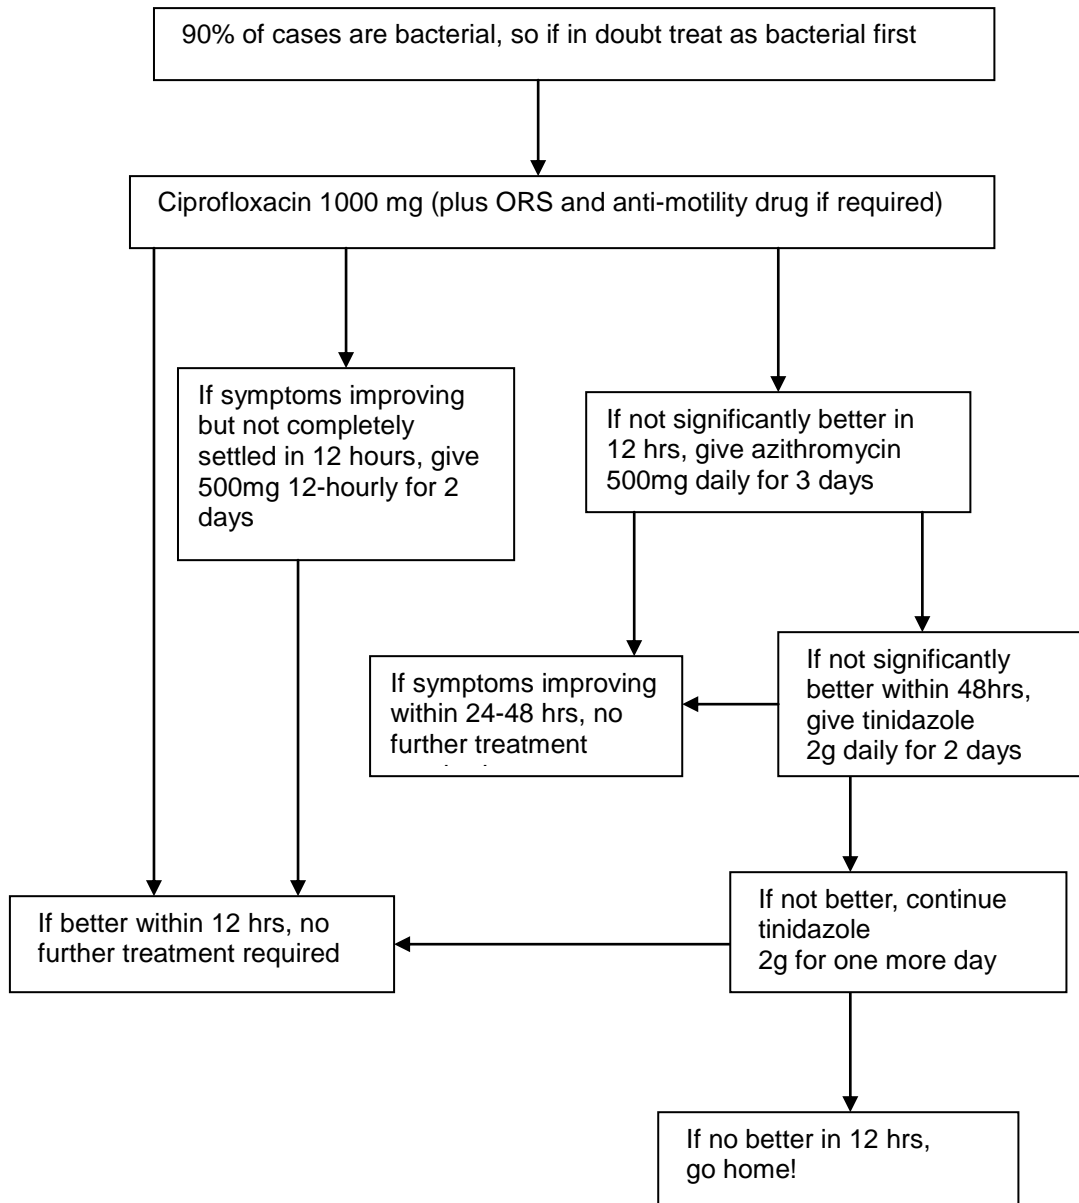 90% of cases are bacterial, so if in doubt treat as bacterial first
Ciprofloxacin 1000 mg (plus ORS and anti-motility drug if required)
If symptoms improving
but not completely
settled in 12 hours, give
500mg 12-hourly for 2
days
If not significantly better in
12 hrs, give azithromycin
500mg daily for 3 days
If symptoms improving
within 24-48 hrs, no
further treatment
If not significantly
better within 48hrs,
give tinidazole
2g daily for 2 days
If better within 12 hrs, no
further treatment required
If not better, continue
tinidazole
2g for one more day
If no better in 12 hrs,
go home!